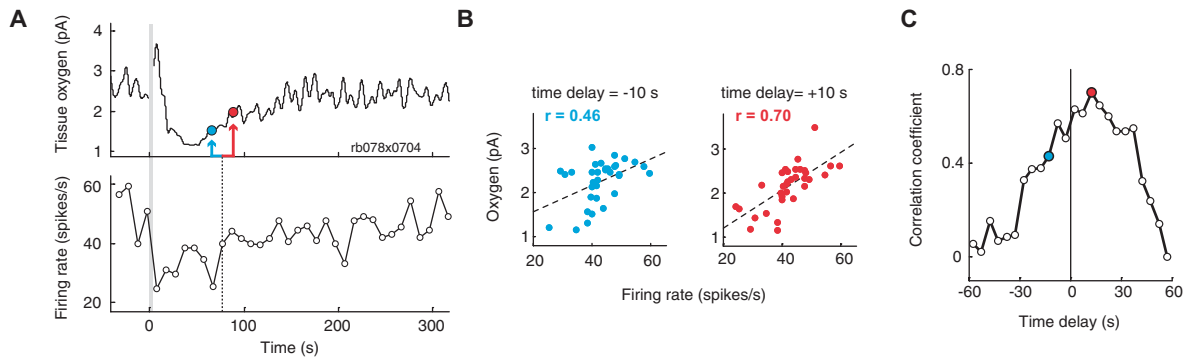 A
Tissue oxygen (pA)
4
3
2
1
rb078x0704
Firing rate (spikes/s)
60
40
20
0
100
200
300
Time (s)
B
time delay = -10 s
r = 0.46
time delay= +10 s
r = 0.70
Oxygen (pA)
3
2
1
20
40
60
3
2
1
20
40
60
Firing rate (spikes/s)
C
Correlation coefficient
0.8
0.4
0
-60
-30
0
30
60
Time delay (s)